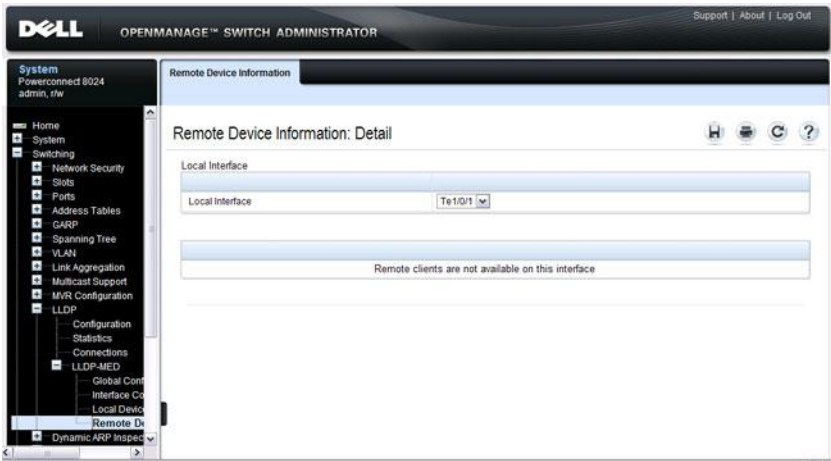 DELL
OPENMANAGE™ SWITCH ADMINISTRATOR
Support | About | Log Out
System
Powerconnect 8024
admin, r/w
Home
System
Switching
Network Security
Slots
Ports
Address Tables
GARP
Spanning Tree
VLAN
Link Aggregation
Multicast Support
MVR Configuration
LLDP
Configuration
Statistics
Connections
LLDP-MED
Global Conf
Interface Co
Local Device
Remote De
Dynamic ARP Inspec
Remote Device Information
Remote Device Information: Detail
?
Local Interface
Local Interface
Te1/0/1
Remote clients are not available on this interface